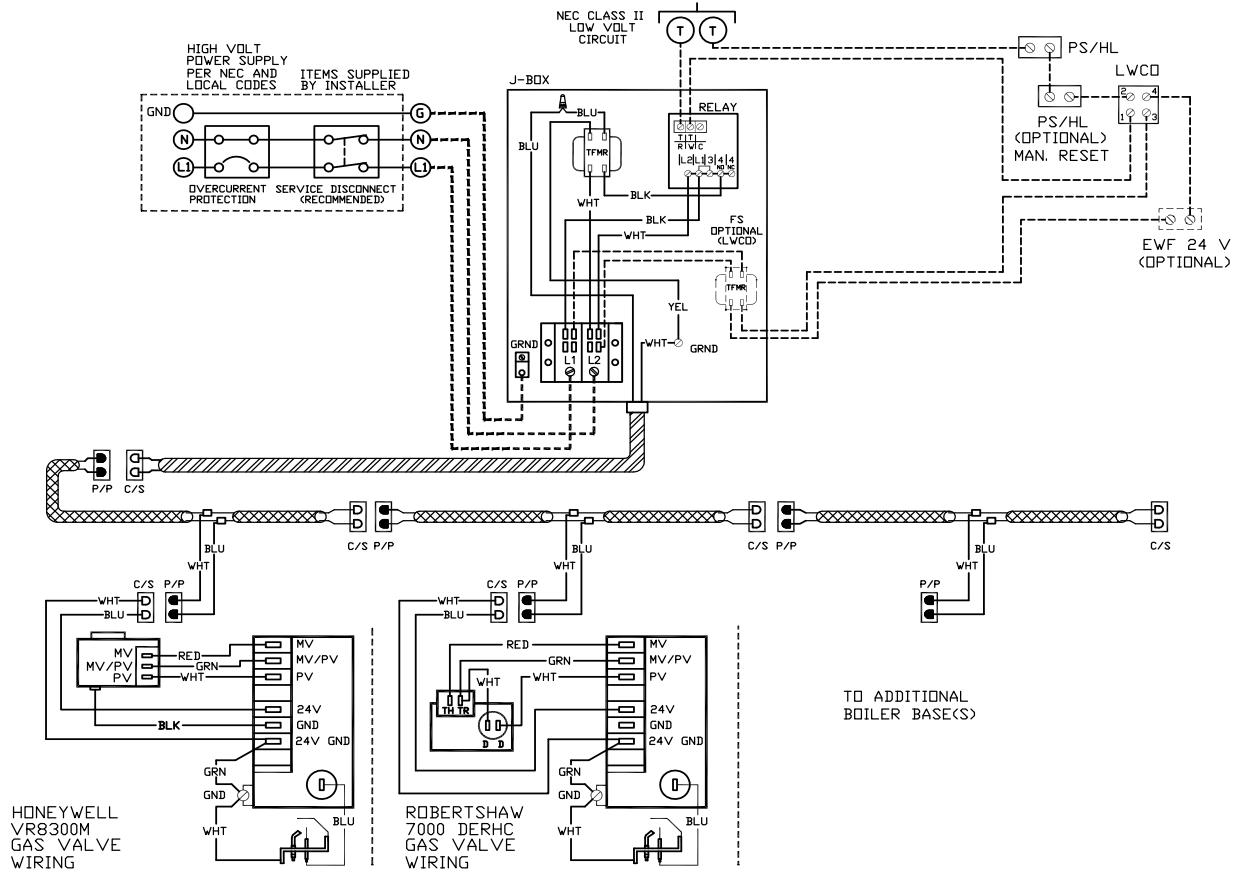 NEC CLASS II
LOW VOLT
CIRCUIT
T T
PS/HL
LWCO
2 4
1 3
PS/HL
(OPTIONAL)
MAN. RESET
EWF 24 V
(OPTIONAL)
HIGH VOLT
POWER SUPPLY
PER NEC AND
LOCAL CODES
ITEMS SUPPLIED
BY INSTALLER
GND
G
N
N
L1
L1
OVERCURRENT
PROTECTION
SERVICE DISCONNECT
(RECOMMENDED)
J-BOX
BLU
BLU
TFMR
RELAY
T T
R W C
L2 L1 3 4 4
NO NC
BLK
WHT
BLK
WHT
FS
OPTIONAL
(LWCO)
TFMR
YEL
GRND
L1 L2
WHT
GRND
P/P C/S
C/S P/P
C/S P/P
C/S
BLU
WHT
BLU
WHT
BLU
WHT
C/S P/P
C/S P/P
P/P
WHT
BLU
MV
MV/PV
PV
RED
GRN
WHT
BLK
MV
MV/PV
PV
24V
GND
24V GND
GRN
GND
WHT
BLU
HONEYWELL
VR8300M
GAS VALVE
WIRING
WHT
BLU
RED
GRN
WHT
WHT
TH TR
D D
MV
MV/PV
PV
24V
GND
24V GND
GRN
GND
WHT
BLU
ROBERTSHAW
7000 DERHC
GAS VALVE
WIRING
TO ADDITIONAL
BOILER BASE(S)